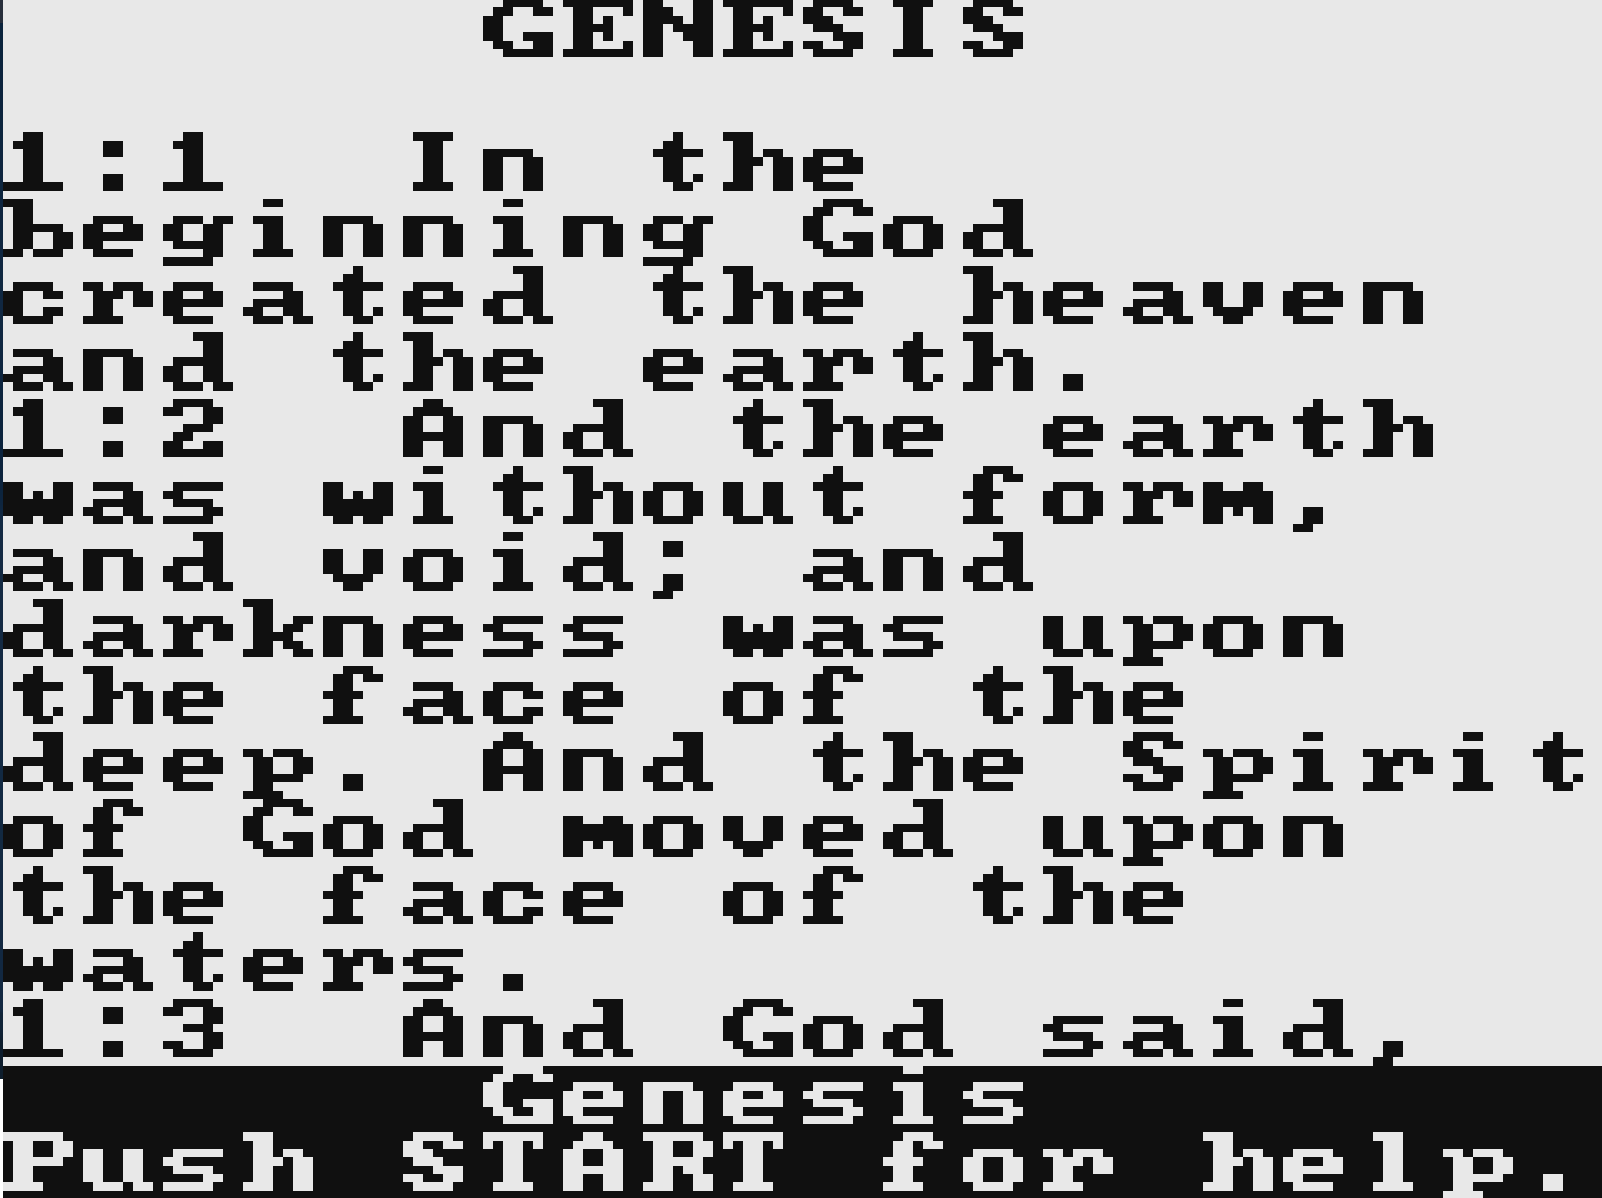 GENESIS
1:1  In the
beginning God
created the heaven
and the earth.
1:2  And the earth
was without form,
and void; and
darkness was upon
the face of the
deep. And the Spirit
of God moved upon
the face of the
waters.
1:3  And God said,
Genesis
Push START for help.